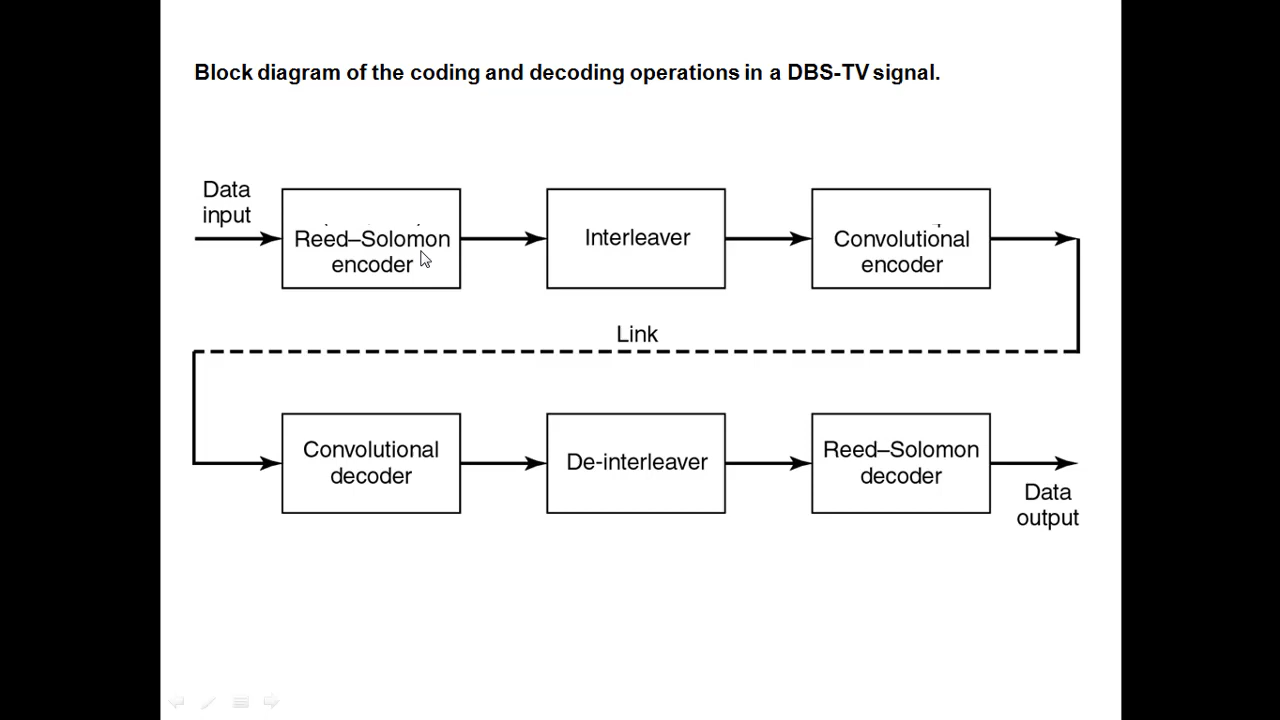 Block diagram of the coding and decoding operations in a DBS-TV signal.
Data
input
Reed–Solomon
encoder
Interleaver
Convolutional
encoder
Link
Convolutional
decoder
De-interleaver
Reed–Solomon
decoder
Data
output